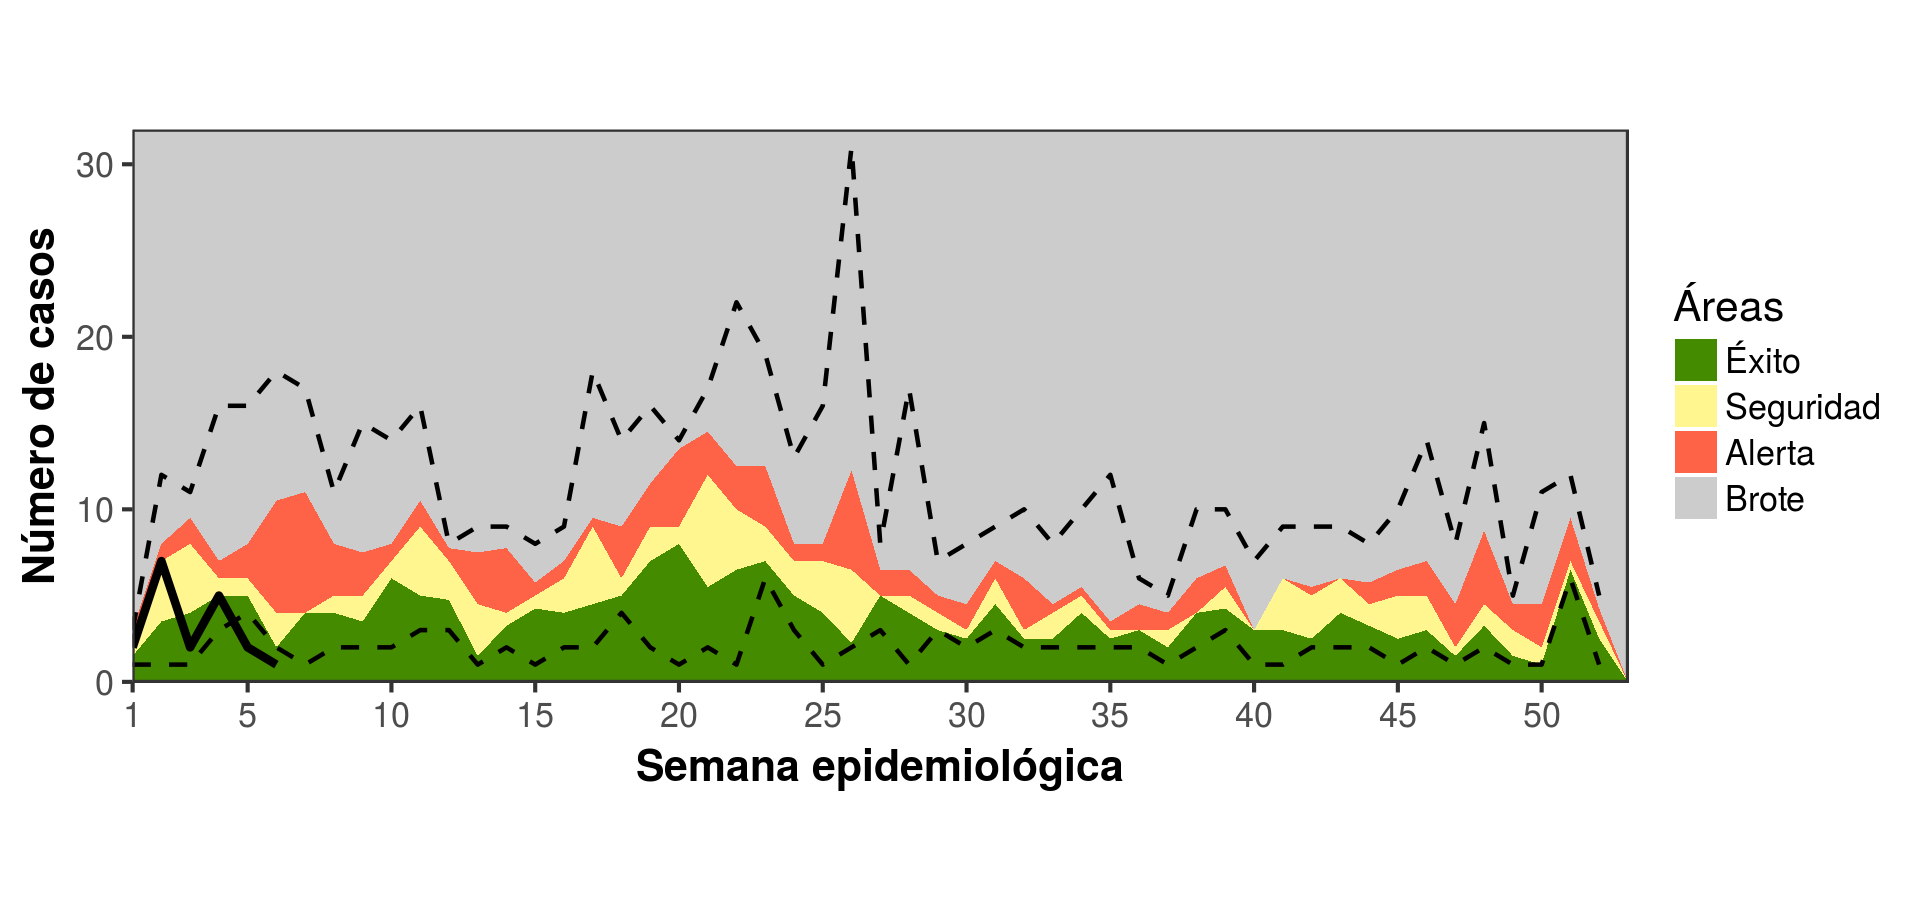 Número de casos
30
20
10
0
1 5 10 15 20 25 30 35 40 45 50
Semana epidemiológica
Áreas
Éxito
Seguridad
Alerta
Brote